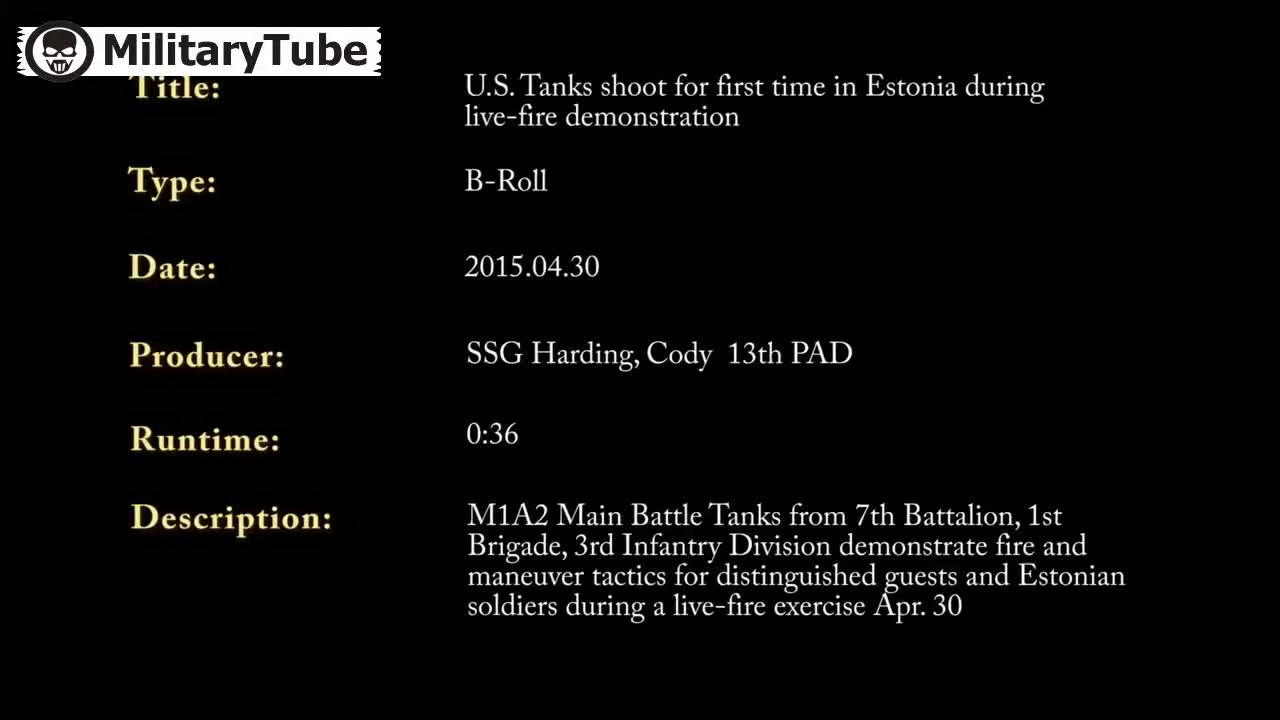 MilitaryTube
Title: U.S. Tanks shoot for first time in Estonia during
live-fire demonstration
Type: B-Roll
Date: 2015.04.30
Producer: SSG Harding, Cody 13th PAD
Runtime: 0:36
Description: M1A2 Main Battle Tanks from 7th Battalion, 1st
Brigade, 3rd Infantry Division demonstrate fire and
maneuver tactics for distinguished guests and Estonian
soldiers during a live-fire exercise Apr. 30